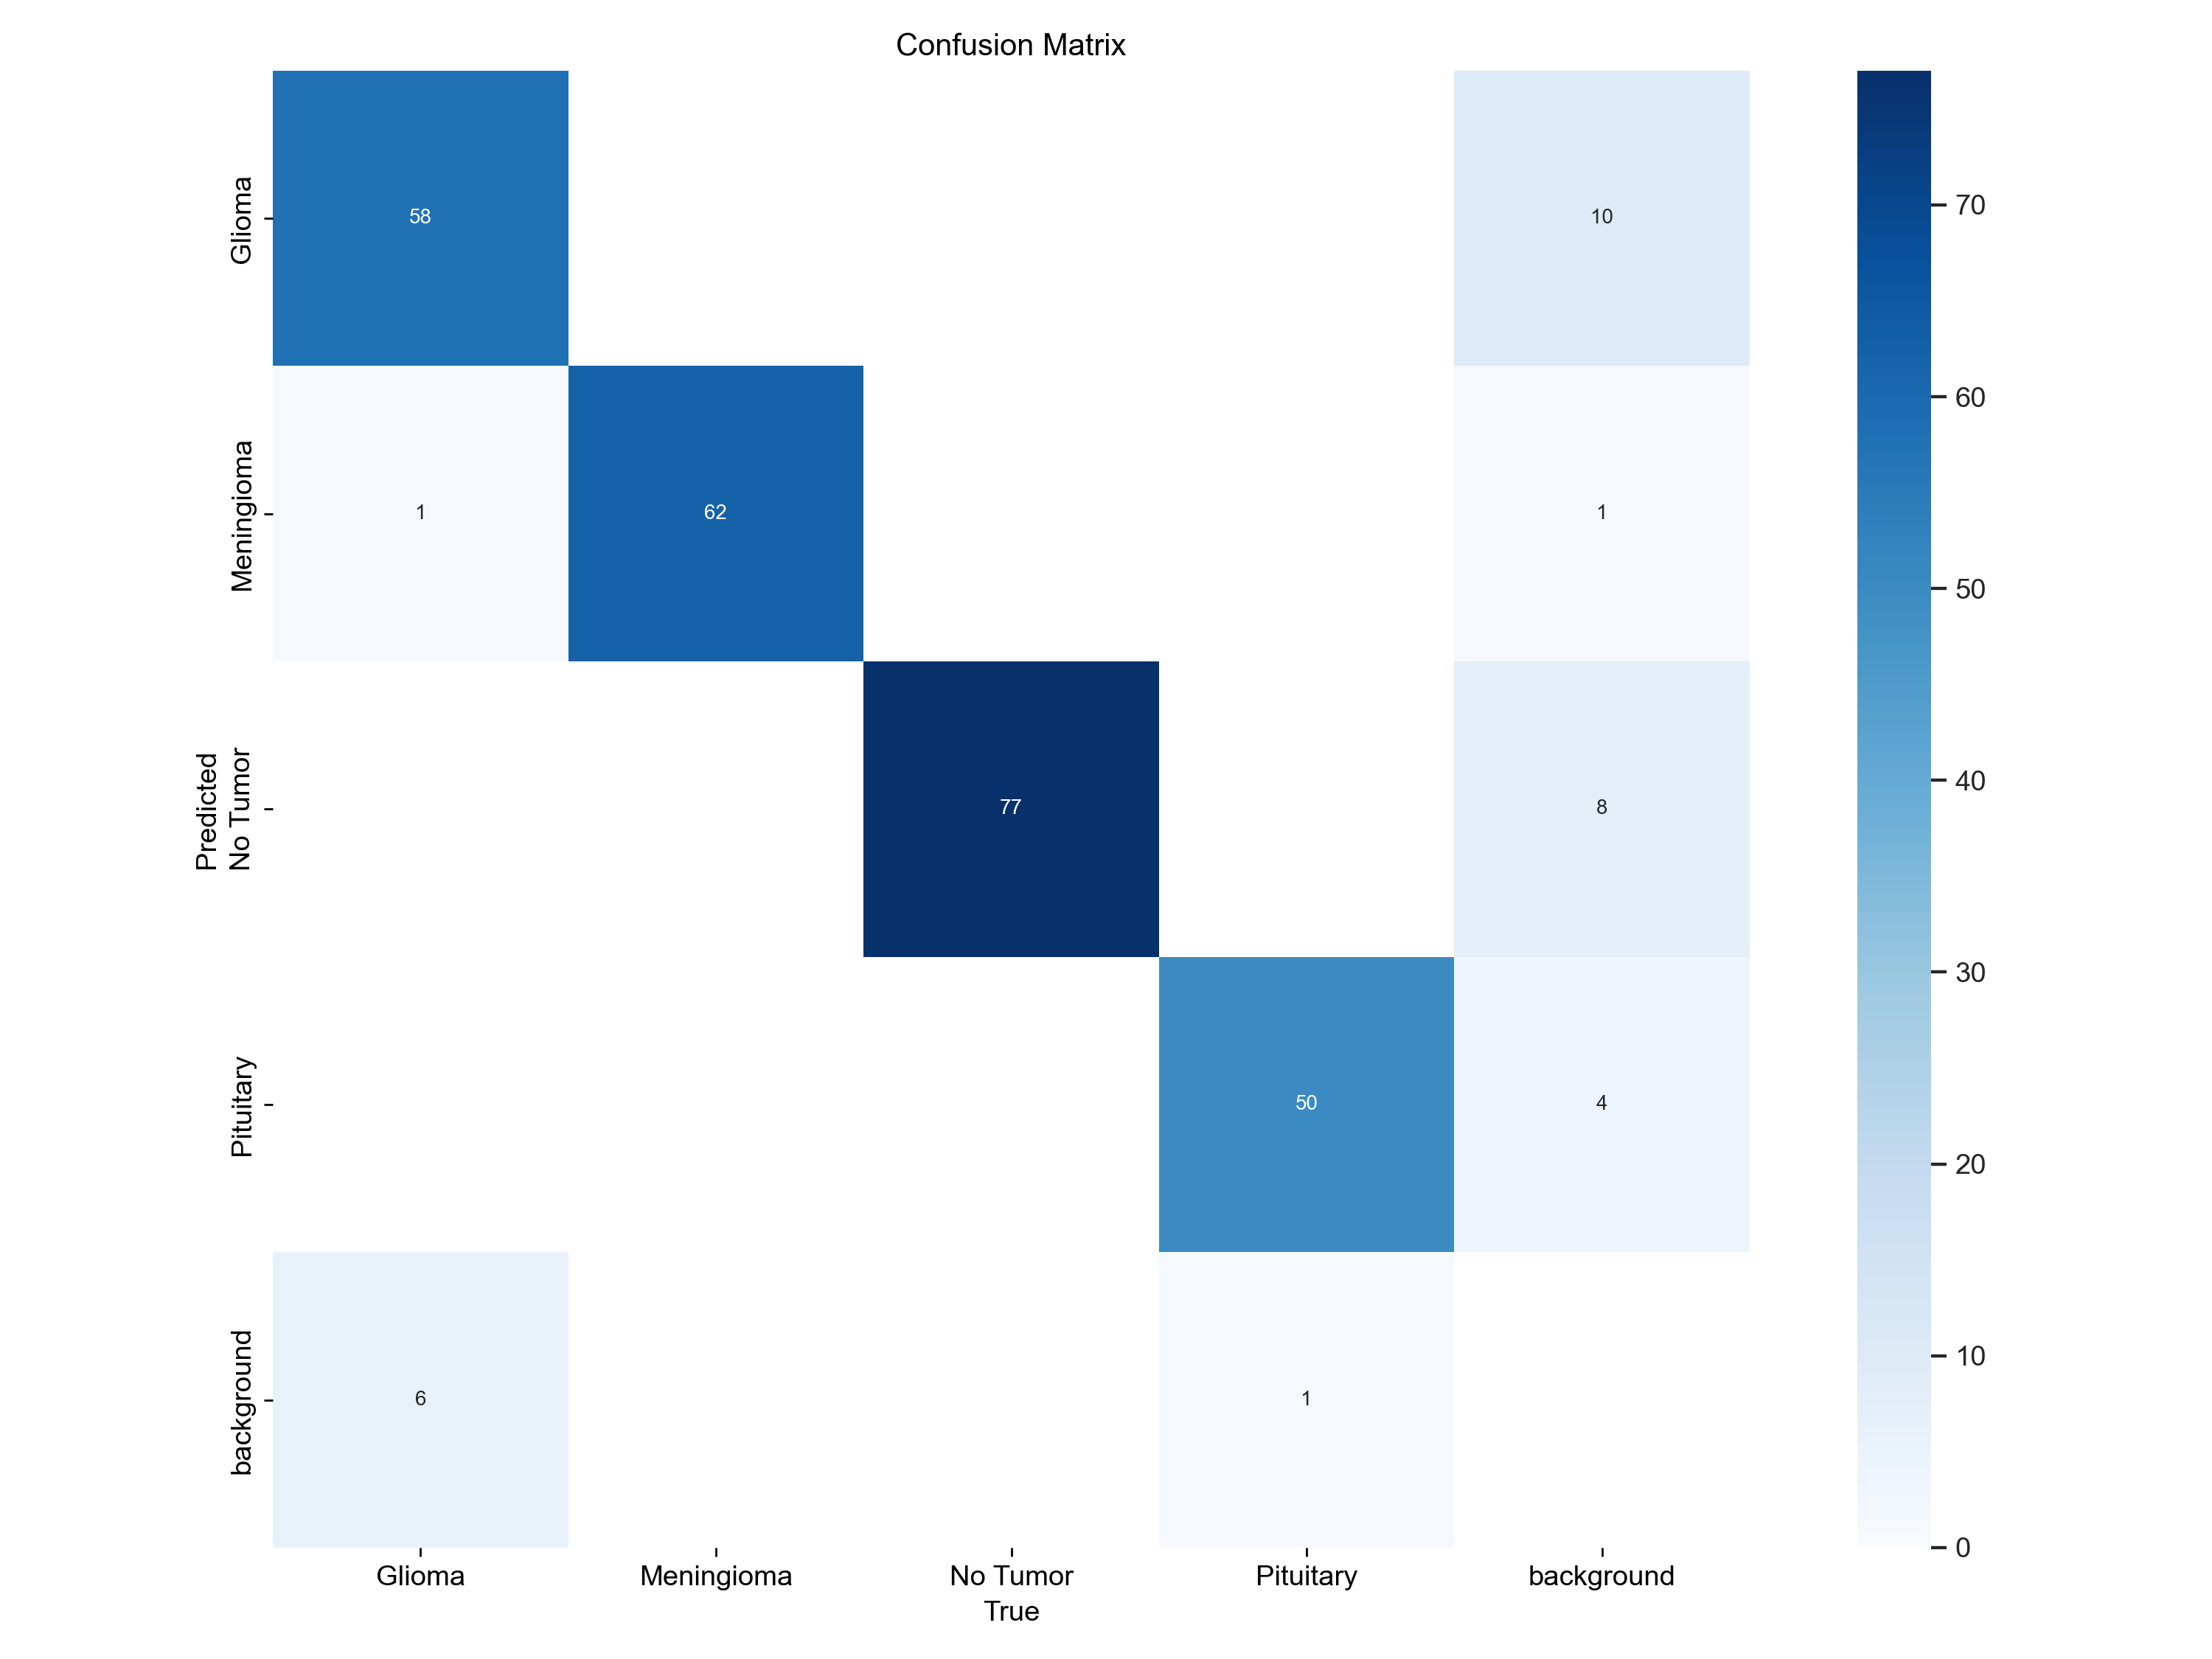 Confusion Matrix
Predicted
Glioma
58
10
Meningioma
1
62
1
No Tumor
77
8
Pituitary
50
4
background
6
1
Glioma
Meningioma
No Tumor
Pituitary
background
True
70
60
50
40
30
20
10
0